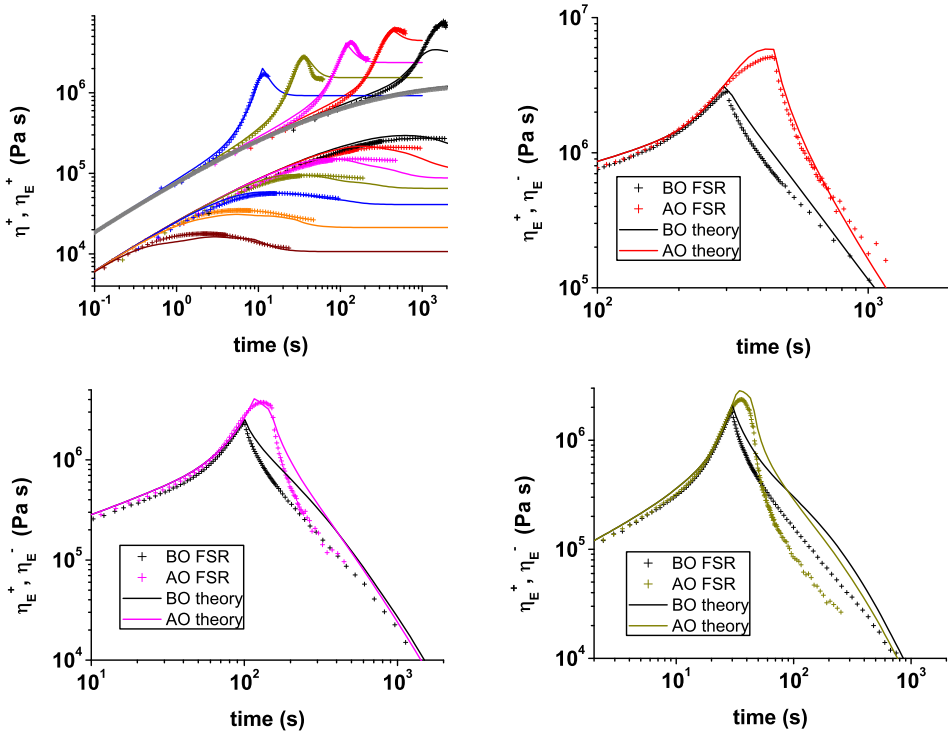 η⁺, η_E⁺ (Pa s)
10⁶
10⁵
10⁴
10⁻¹ 10⁰ 10¹ 10² 10³
time (s)
η_E⁺, η_E⁻ (Pa s)
10⁷
10⁶
10⁵
BO FSR
AO FSR
BO theory
AO theory
10² 10³
time (s)
η_E⁺, η_E⁻ (Pa s)
10⁶
10⁵
10⁴
BO FSR
AO FSR
BO theory
AO theory
10¹ 10² 10³
time (s)
η_E⁺, η_E⁻ (Pa s)
10⁶
10⁵
10⁴
BO FSR
AO FSR
BO theory
AO theory
10¹ 10² 10³
time (s)